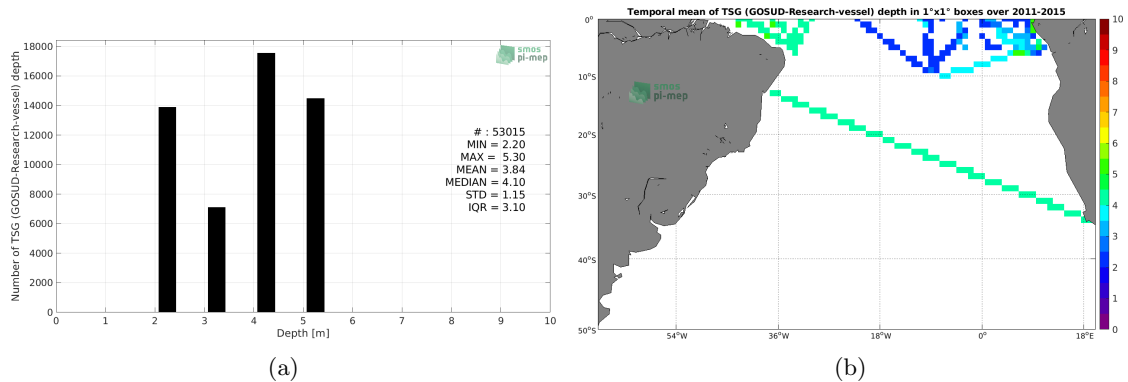 18000
16000
14000
12000
10000
8000
6000
4000
2000
0
Number of TSG (GOSUD-Research-vessel) depth
smos
pi-mep
# : 53015
MIN = 2.20
MAX = 5.30
MEAN = 3.84
MEDIAN = 4.10
STD = 1.15
IQR = 3.10
0 1 2 3 4 5 6 7 8 9 10
Depth [m]
(a)
Temporal mean of TSG (GOSUD-Research-vessel) depth in 1°x1° boxes over 2011-2015
0°
10°S
20°S
30°S
40°S
50°S
smos
pi-mep
54°W 36°W 18°W 0° 18°E
10
9
8
7
6
5
4
3
2
1
0
(b)